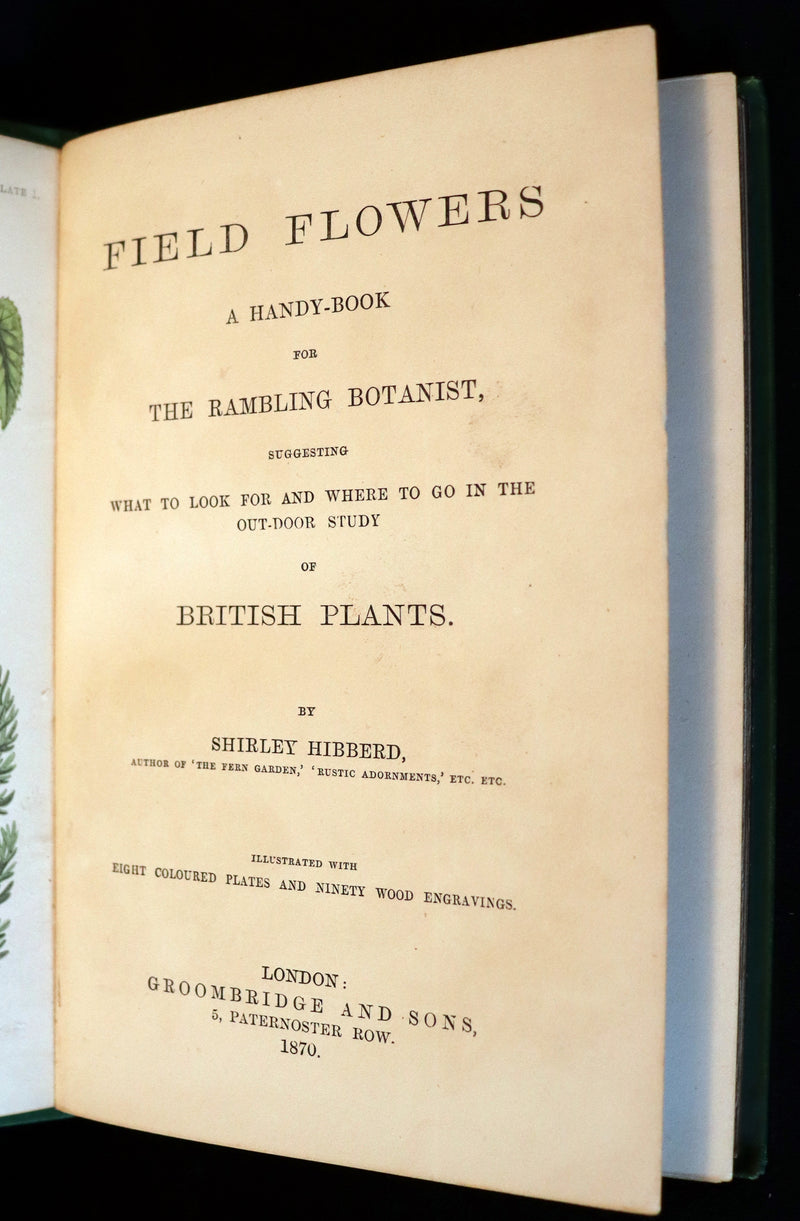 LATE 1.
FIELD FLOWERS
A HANDY-BOOK
FOR
THE RAMBLING BOTANIST,
SUGGESTING
WHAT TO LOOK FOR AND WHERE TO GO IN THE
OUT-DOOR STUDY
OF
BRITISH PLANTS.
BY
SHIRLEY HIBBERD,
AUTHOR OF ‘THE FERN GARDEN,’ ‘RUSTIC ADORNMENTS,’ ETC. ETC.
ILLUSTRATED WITH
EIGHT COLOURED PLATES AND NINETY WOOD ENGRAVINGS.
LONDON:
GROOMBRIDGE AND SONS,
5, PATERNOSTER ROW.
1870.